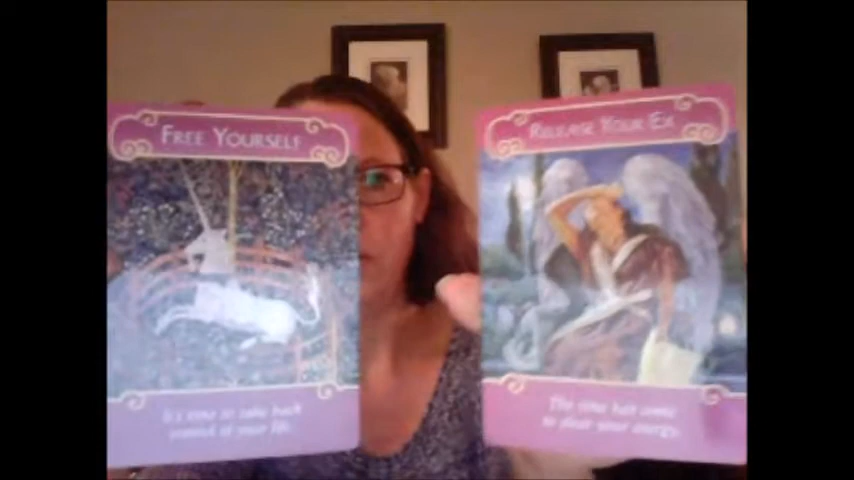 FREE YOURSELF
It's time to take back
control of your life.
RELEASE YOUR EX
The time has come
to clear your energy.